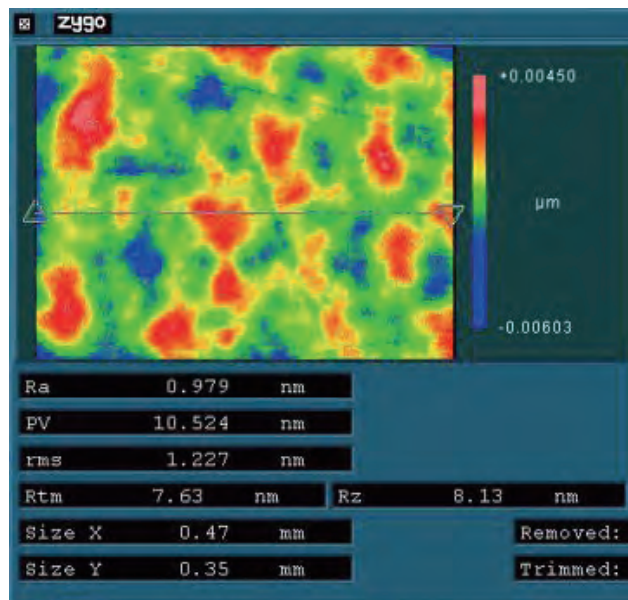 zygo
+0.00450
µm
-0.00603
Ra 0.979 nm
PV 10.524 nm
rms 1.227 nm
Rtm 7.63 nm Rz 8.13 nm
Size X 0.47 mm Removed:
Size Y 0.35 mm Trimmed: